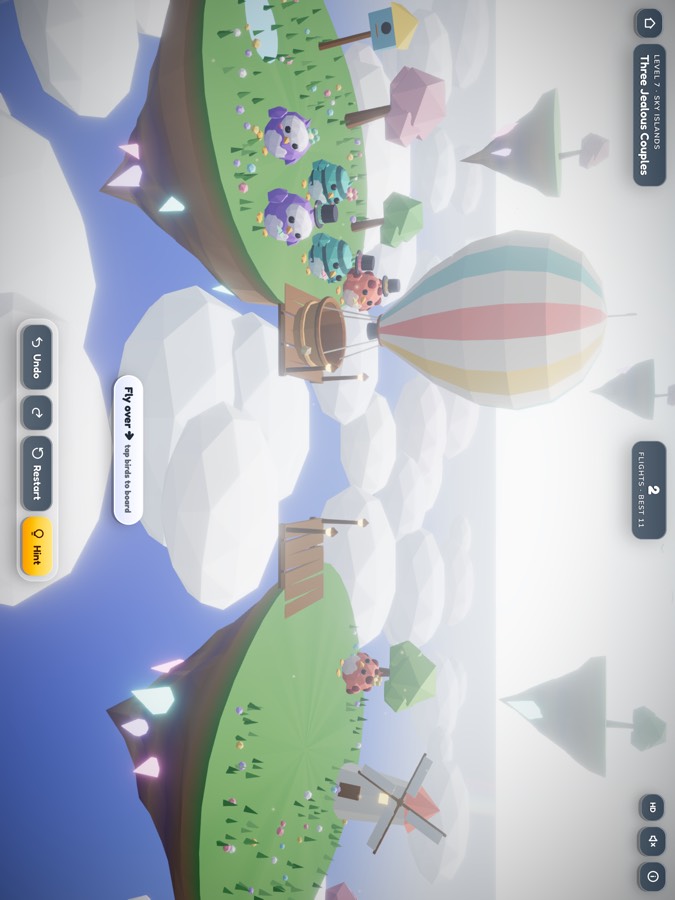 LEVEL 7 · SKY ISLANDS
Three Jealous Couples
2
FLIGHTS · BEST 11
HD
Fly over → tap birds to board
Undo
Restart
Hint